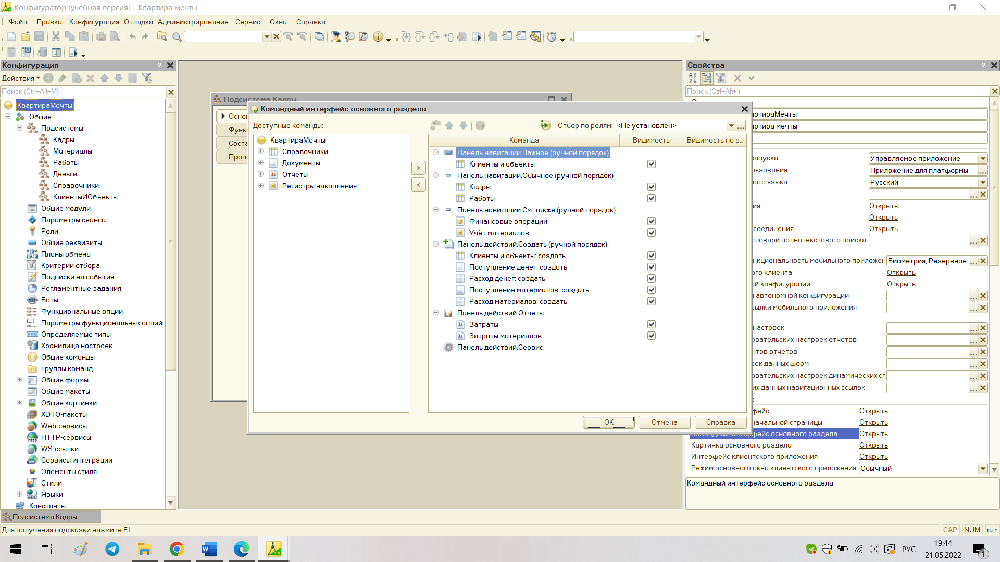 Конфигуратор (учебная версия) - Квартира мечты
Файл Правка Конфигурация Отладка Администрирование Сервис Окна Справка
Конфигурация
Действия
Поиск (Ctrl+Alt+M)
КвартираМечты
Общие
Подсистемы
Кадры
Материалы
Работы
Деньги
Справочники
КлиентыИОбъекты
Общие модули
Параметры сеанса
Роли
Общие реквизиты
Планы обмена
Критерии отбора
Подписки на события
Регламентные задания
Боты
Функциональные опции
Параметры функциональных опций
Определяемые типы
Хранилища настроек
Общие команды
Группы команд
Общие формы
Общие макеты
Общие картинки
XDTO-пакеты
Web-сервисы
HTTP-сервисы
WS-ссылки
Сервисы интеграции
Элементы стиля
Стили
Языки
Константы
Подсистема Кадры
Осно
Функ
Соста
Проч
Командный интерфейс основного раздела
Доступные команды:
КвартираМечты
Справочники
Документы
Отчеты
Регистры накопления
>
<
Отбор по ролям: <Не установлен>
Команда Видимость Видимость по р...
Панель навигации.Важное (ручной порядок)
Клиенты и объекты
Панель навигации.Обычное (ручной порядок)
Кадры
Работы
Панель навигации.См. также (ручной порядок)
Финансовые операции
Учёт материалов
Панель действий.Создать (ручной порядок)
Клиенты и объекты: создать
Поступление денег: создать
Расход денег: создать
Поступление материалов: создать
Расход материалов: создать
Панель действий.Отчеты
Затраты
Затраты материалов
Панель действий.Сервис
OK Отмена Справка
Свойства
Поиск (Ctrl+Alt+I)
артираМечты
артира мечты
запуска Управляемое приложение
льзования Приложение для платформы
ного языка Русский
ия Открыть
Открыть
соединения Открыть
словари полнотекстового поиска
нкциональность мобильного приложен Биометрия, Резервное
ого клиента Открыть
й конфигурации Открыть
я автономной конфигурации
сылки мобильного приложения
настроек
овательских настроек отчетов
нтов отчетов
рек данных форм
овательских настроек динамических сг
их данных навигационных ссылок
фейс Открыть
начальной страницы Открыть
Командный интерфейс основного раздела Открыть
Картинка основного раздела Открыть
Интерфейс клиентского приложения Открыть
Режим основного окна клиентского приложения Обычный
Командный интерфейс основного раздела
Подсистема Кадры
Для получения подсказки нажмите F1
CAP NUM ru
РУС
19:44
21.05.2022
1